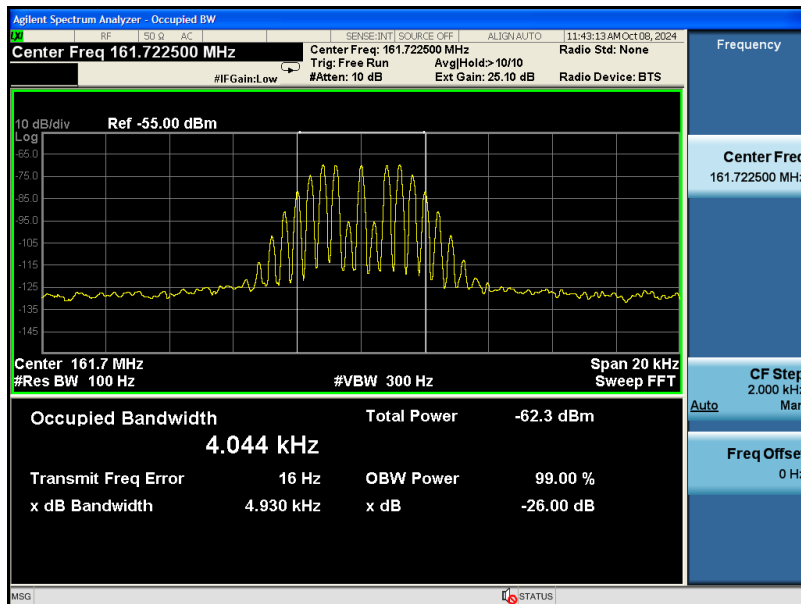 Agilent Spectrum Analyzer - Occupied BW
LXI RF 50 Ω AC SENSE:INT SOURCE OFF ALIGN AUTO 11:43:13 AM Oct 08, 2024
Center Freq 161.722500 MHz
Center Freq: 161.722500 MHz
Radio Std: None
Trig: Free Run Avg|Hold:> 10/10
#IFGain:Low
#Atten: 10 dB Ext Gain: 25.10 dB Radio Device: BTS
10 dB/div Ref -55.00 dBm
Log
-65.0
-75.0
-85.0
-95.0
-105
-115
-125
-135
-145
Center 161.7 MHz Span 20 kHz
#Res BW 100 Hz #VBW 300 Hz Sweep FFT
Occupied Bandwidth Total Power -62.3 dBm
4.044 kHz
Transmit Freq Error 16 Hz OBW Power 99.00 %
x dB Bandwidth 4.930 kHz x dB -26.00 dB
MSG STATUS
Frequency
Center Freq
161.722500 MHz
CF Step
2.000 kHz
Auto Man
Freq Offset
0 Hz